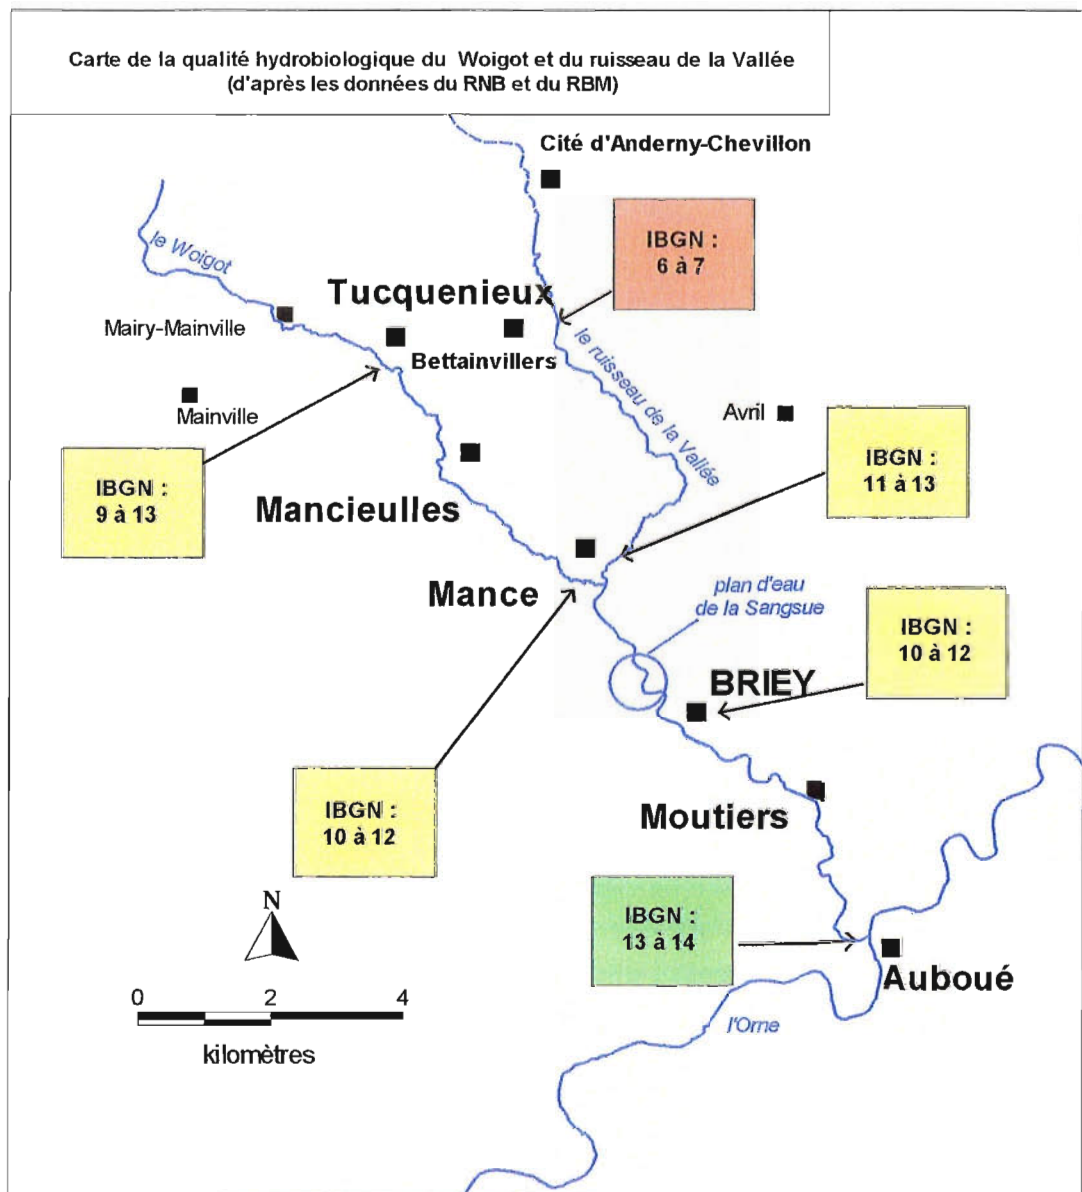 Carte de la qualité hydrobiologique du Woigot et du ruisseau de la Vallée
(d'après les données du RNB et du RBM)
Cité d'Anderny-Chevillon
IBGN :
6 à 7
le Woigot
Tucquenieux
Mairy-Mainville
Bettainvillers
le ruisseau de la Vallée
Mainville
Avril
IBGN :
9 à 13
IBGN :
11 à 13
Mancieulles
Mance
plan d'eau
de la Sangsue
IBGN :
10 à 12
BRIEY
IBGN :
10 à 12
Moutiers
N
IBGN :
13 à 14
Auboué
0 2 4
kilomètres
l'Orne